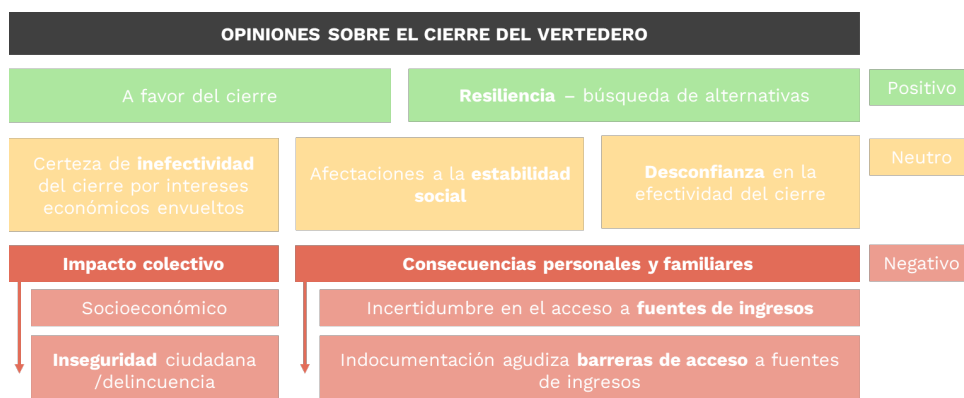 OPINIONES SOBRE EL CIERRE DEL VERTEDERO
A favor del cierre
Resiliencia – búsqueda de alternativas
Positivo
Certeza de inefectividad
del cierre por intereses
económicos envueltos
Afectaciones a la estabilidad
social
Desconfianza en la
efectividad del cierre
Neutro
Impacto colectivo
Socioeconómico
Inseguridad ciudadana
/delincuencia
Consecuencias personales y familiares
Incertidumbre en el acceso a fuentes de ingresos
Indocumentación agudiza barreras de acceso a fuentes
de ingresos
Negativo